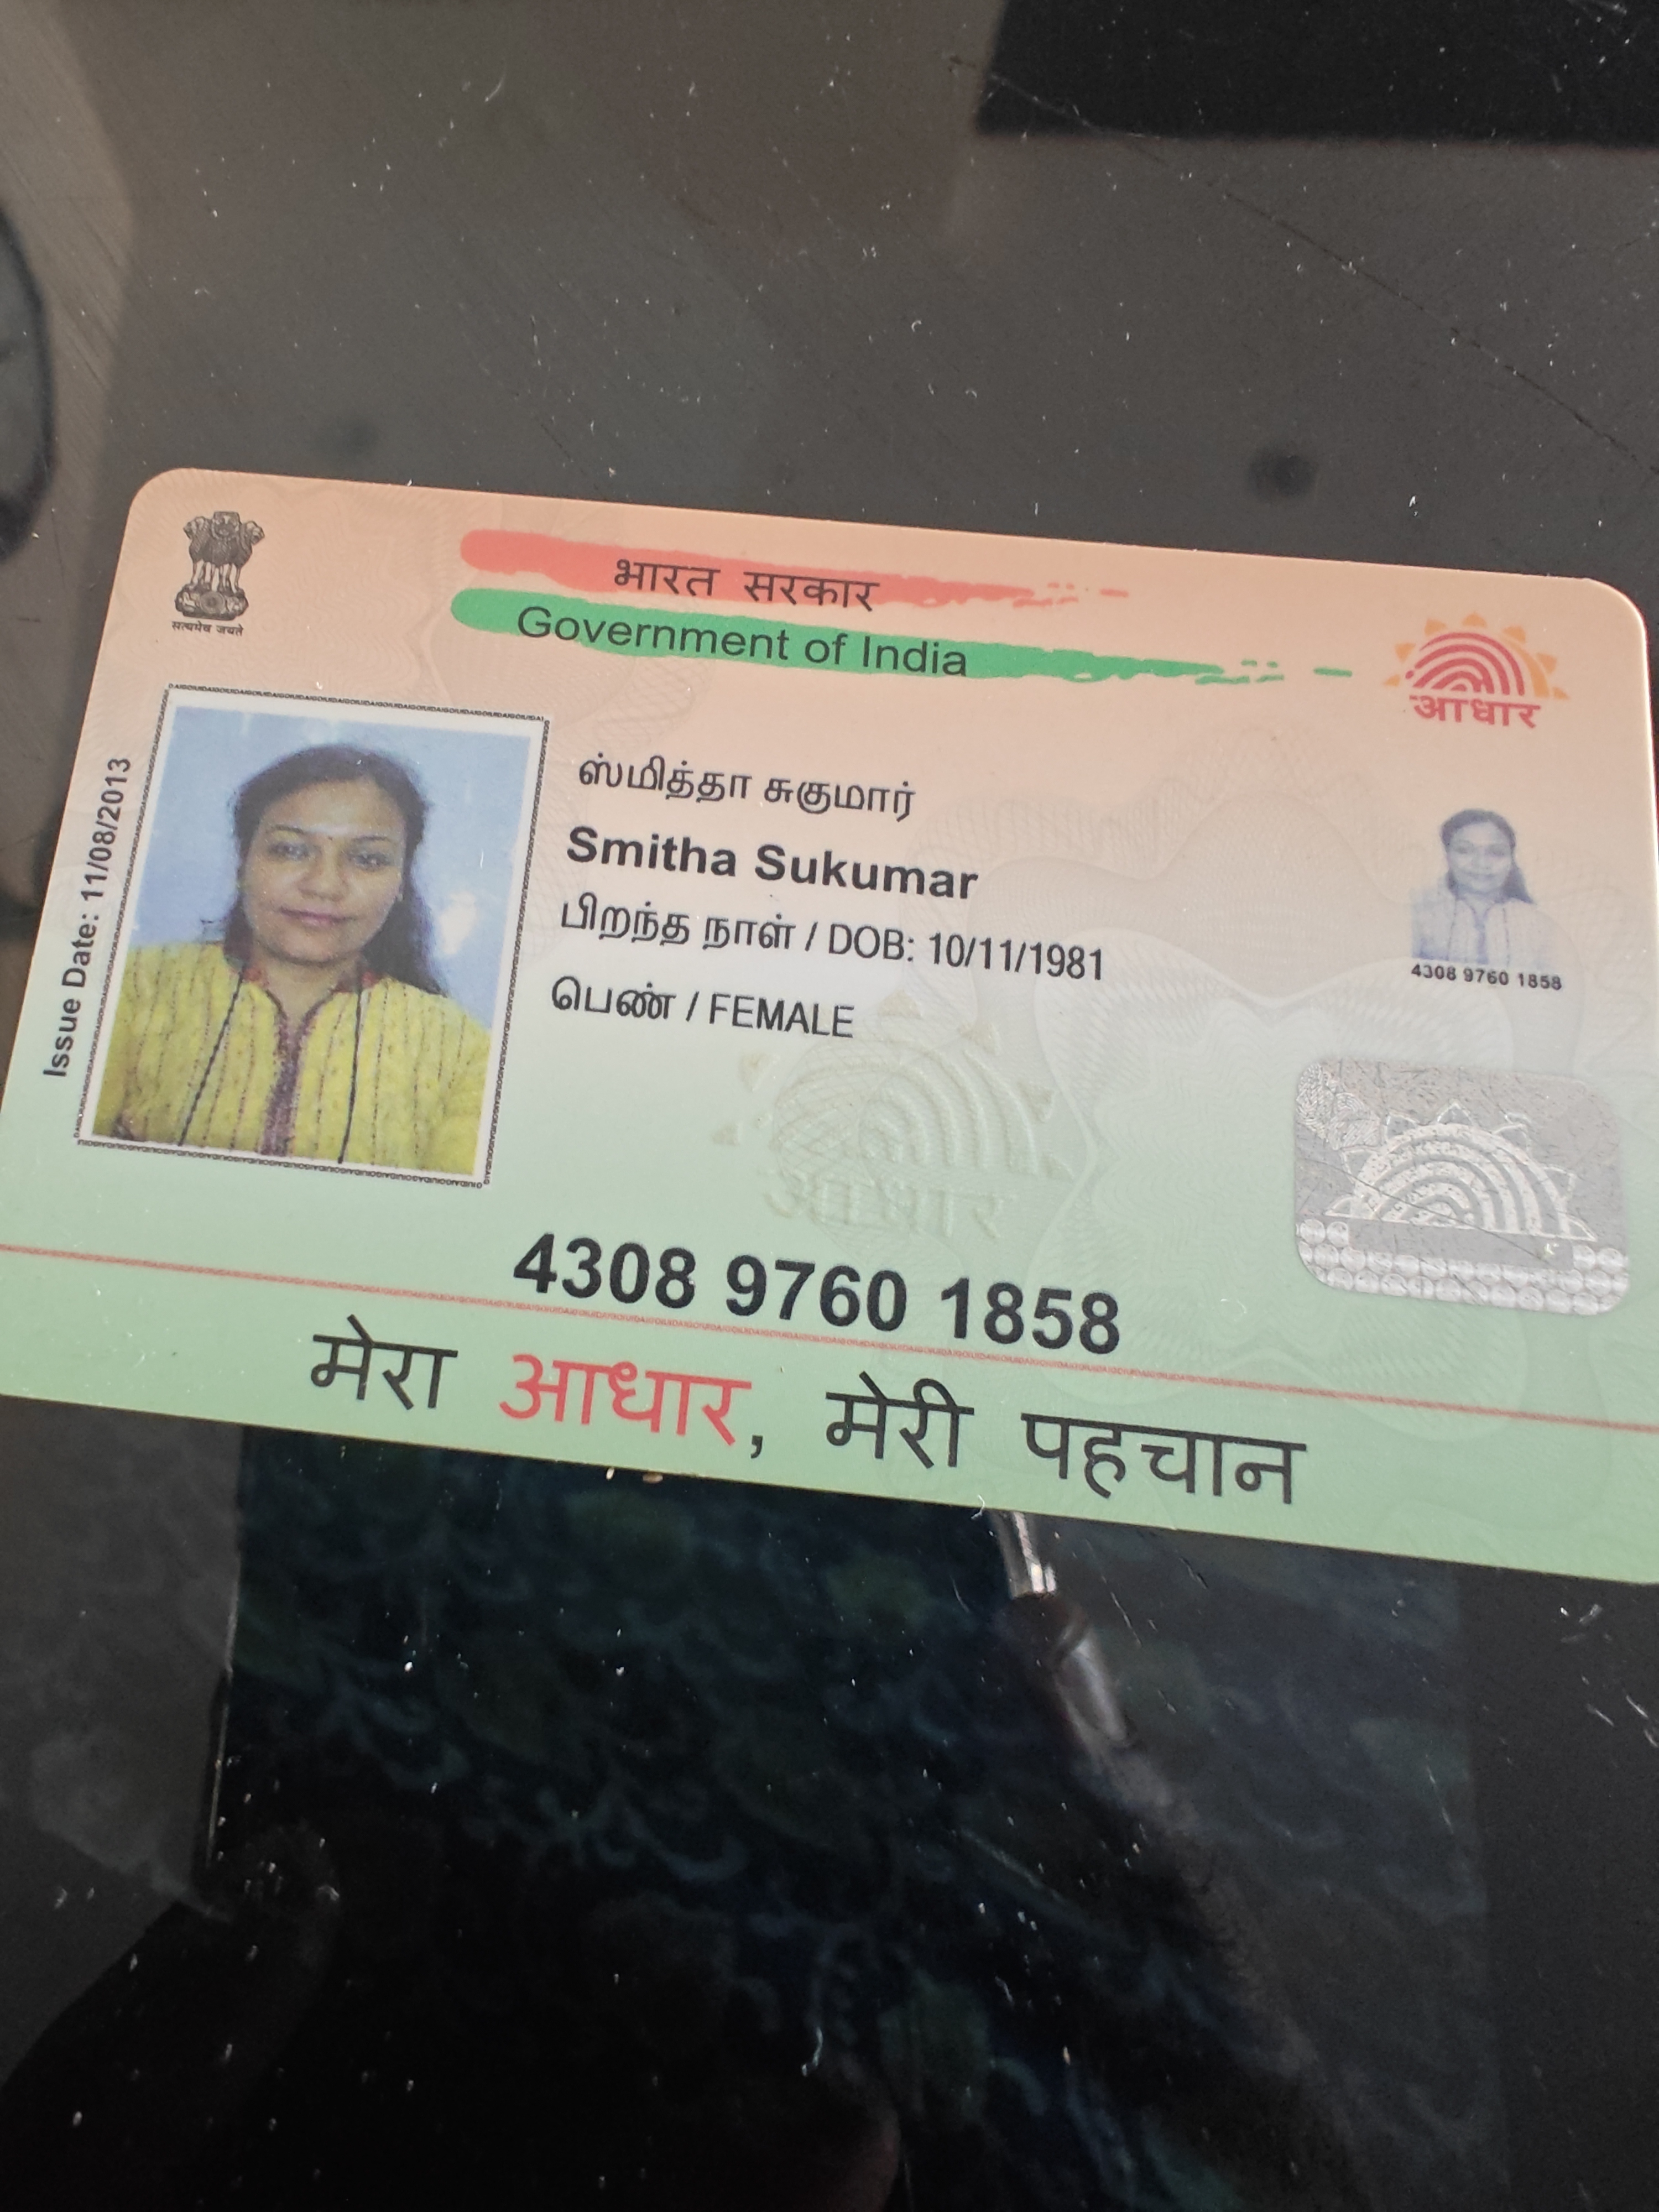 भारत सरकार
Government of India
सत्यमेव जयते
आधार
Issue Date: 11/08/2013
ஸ்மித்தா சுகுமார்
Smitha Sukumar
பிறந்த நாள் / DOB: 10/11/1981
பெண் / FEMALE
4308 9760 1858
आधार
4308 9760 1858
मेरा आधार, मेरी पहचान